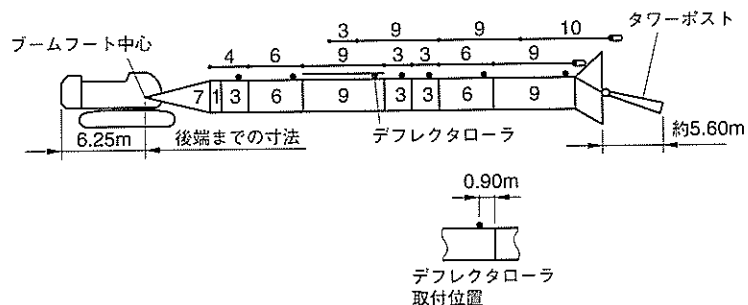 3 9 9 10
4 6 9 3 3 6 9
ブームフート中心
タワーポスト
7 1 3 6 9 3 3 6 9
6.25m
後端までの寸法
デフレクタローラ
約5.60m
0.90m
デフレクタローラ
取付位置